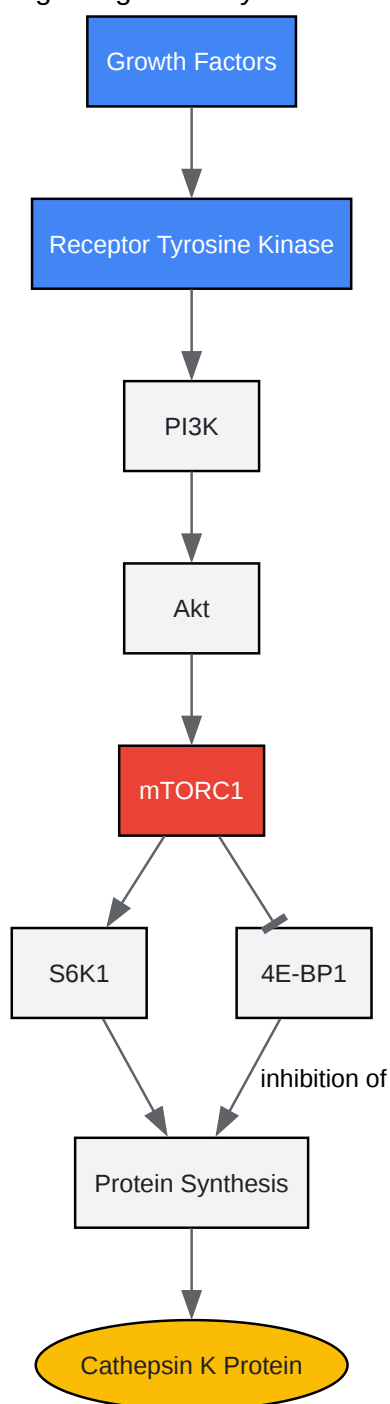 Growth Factors
Receptor Tyrosine Kinase
PI3K
Akt
mTORC1
S6K1
4E-BP1
inhibition of
Protein Synthesis
Cathepsin K Protein